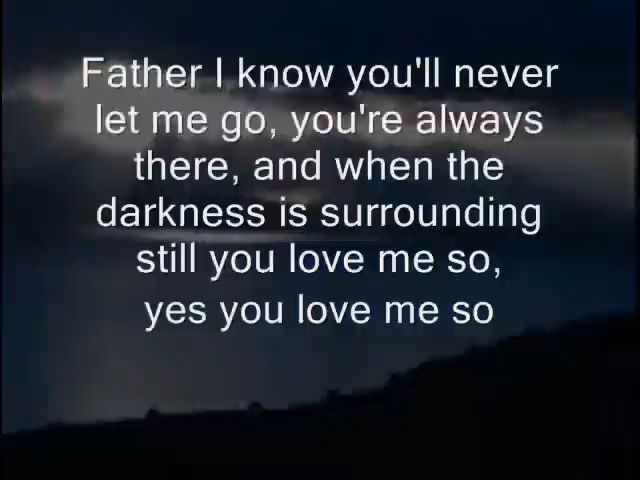 Father I know you'll never
let me go, you're always
there, and when the
darkness is surrounding
still you love me so,
yes you love me so